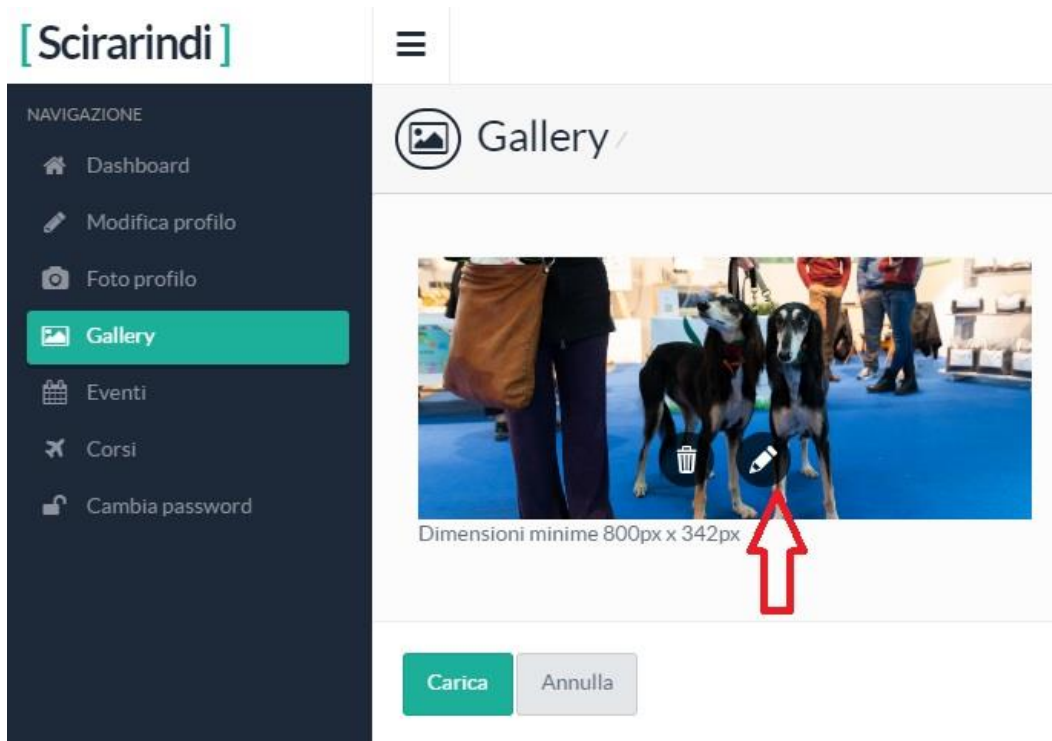 [Scirarindi]
NAVIGAZIONE
Dashboard
Modifica profilo
Foto profilo
Gallery
Eventi
Corsi
Cambia password
Gallery /
Dimensioni minime 800px x 342px
Carica
Annulla